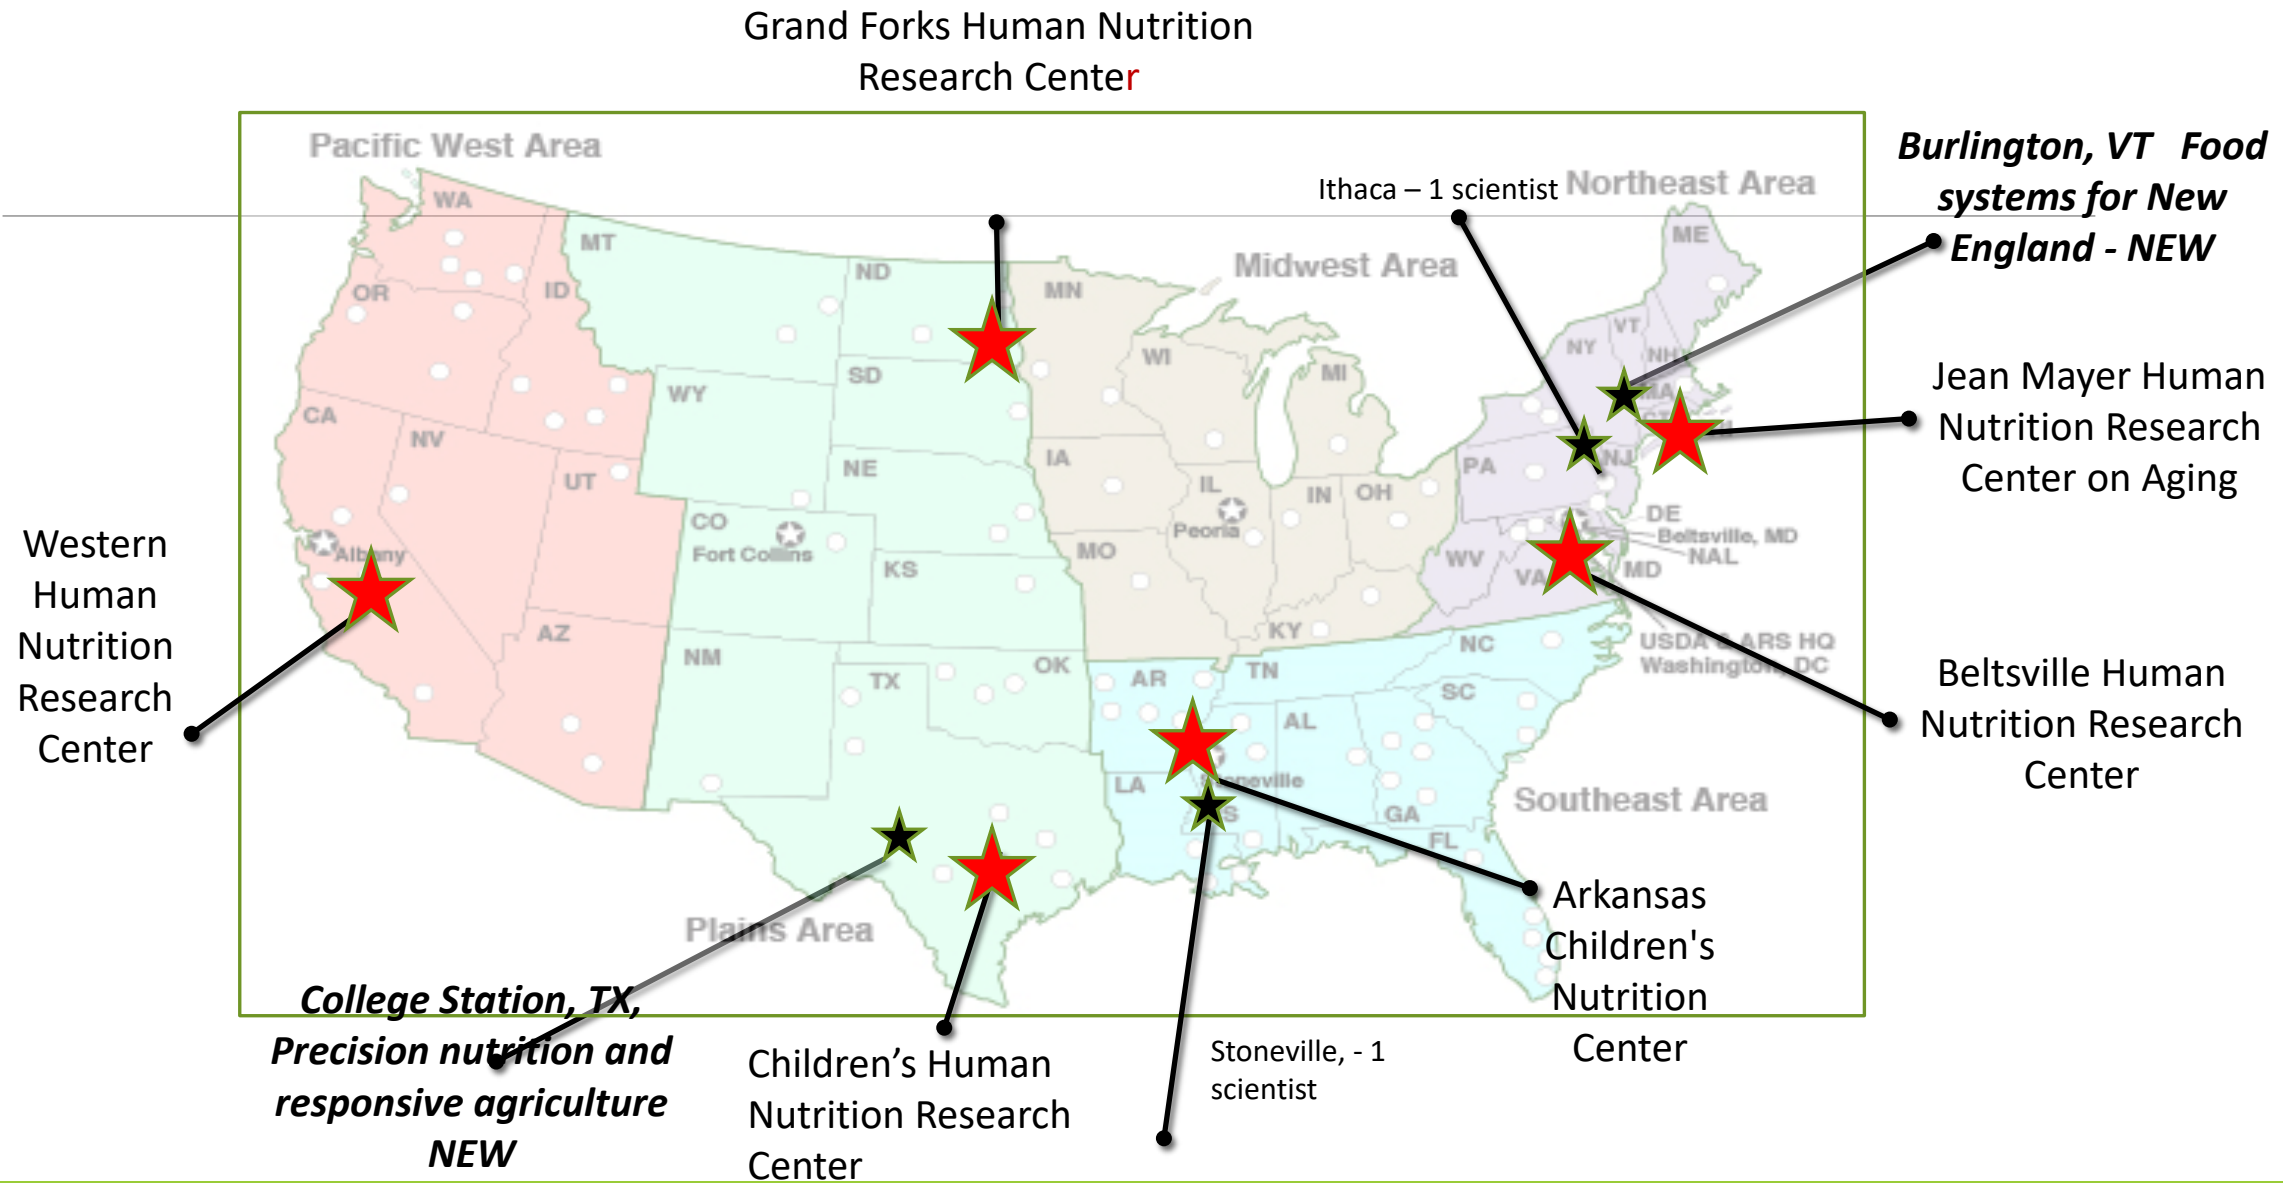 Grand Forks Human Nutrition
Research Center
Pacific West Area
Ithaca – 1 scientist
Northeast Area
Midwest Area
Burlington, VT Food
systems for New
England - NEW
Jean Mayer Human
Nutrition Research
Center on Aging
Western
Human
Nutrition
Research
Center
WA
MT
ND
MN
ME
OR
ID
WI
MI
NY
VT
NH
MA
SD
WY
CA
NV
UT
NE
IA
IL
IN
OH
PA
NJ
Peoria
CO
Fort Collins
Albany
DE
Beltsville, MD
NAL
MD
WV
VA
KS
MO
KY
AZ
NM
OK
TX
AR
TN
NC
SC
USDA & ARS HQ
Washington, DC
AL
LA
Stoneville
GA
FL
Beltsville Human
Nutrition Research
Center
Southeast Area
Plains Area
Arkansas
Children's
Nutrition
Center
College Station, TX,
Precision nutrition and
responsive agriculture
NEW
Children’s Human
Nutrition Research
Center
Stoneville, - 1
scientist